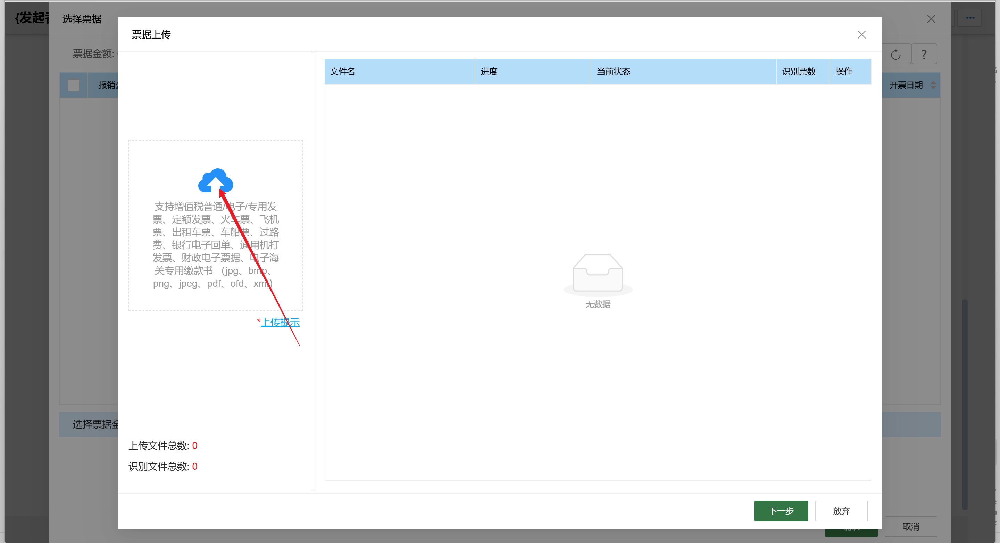 {发起
选择票据
票据上传
票据金额:
?
文件名
进度
当前状态
识别票数
操作
报销
开票日期
支持增值税普通/电子/专用发
票、定额发票、火车票、飞机
票、出租车票、车船票、过路
费、银行电子回单、通用机打
发票、财政电子票据、电子海
关专用缴款书 （jpg、bmp、
png、jpeg、pdf、ofd、xml）
无数据
*上传提示
选择票据金
上传文件总数: 0
识别文件总数: 0
下一步
放弃
取消